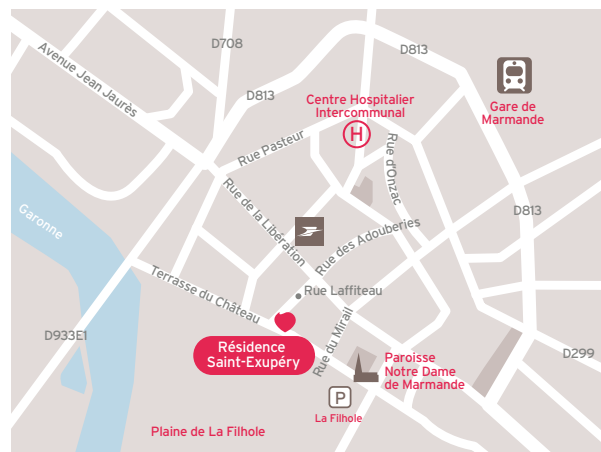 D708
D813
Avenue Jean Jaurès
D813
Centre Hospitalier
Intercommunal
H
Gare de
Marmande
Rue Pasteur
Rue d'Onzac
Rue de la Libération
Garonne
D813
Rue des Adouberies
Terrasse du Château
Rue Laffiteau
D933E1
Résidence
Saint-Exupéry
Rue du Mirail
Paroisse
Notre Dame
de Marmande
D299
P
La Filhole
Plaine de La Filhole